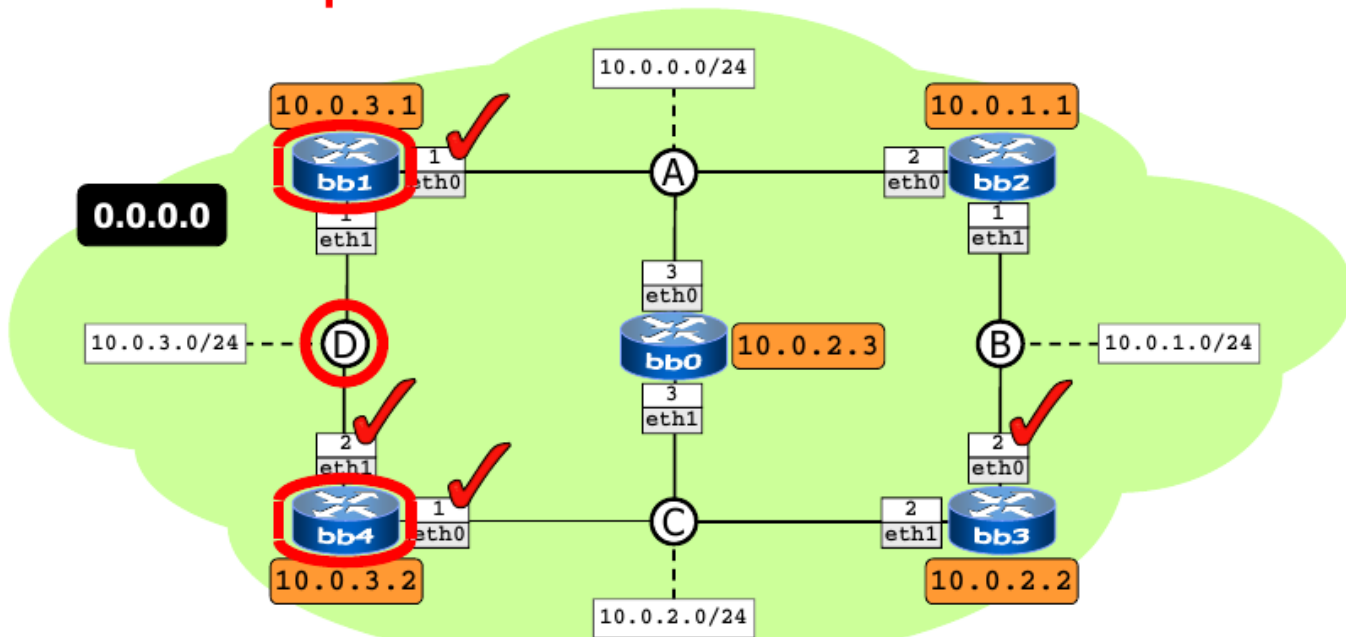 10.0.0.0/24
10.0.3.1
10.0.1.1
bb1
1
eth0
A
2
eth0
bb2
0.0.0.0
1
eth1
1
eth1
3
eth0
10.0.3.0/24
D
bb0
10.0.2.3
B
10.0.1.0/24
3
eth1
2
eth1
2
eth0
bb4
1
eth0
C
2
eth1
bb3
10.0.3.2
10.0.2.2
10.0.2.0/24